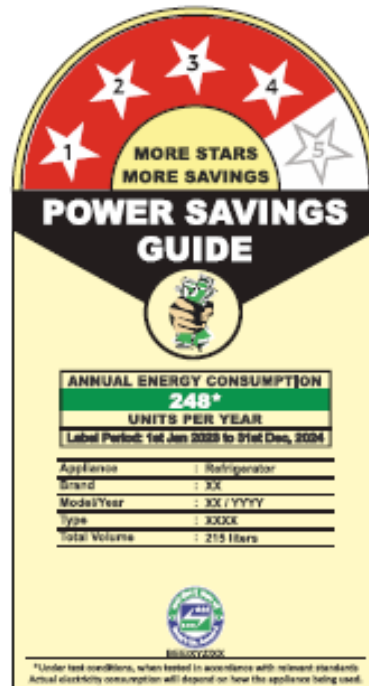 1 2 3 4 5
MORE STARS
MORE SAVINGS
POWER SAVINGS
GUIDE
ANNUAL ENERGY CONSUMPTION
248*
UNITS PER YEAR
Label Period: 1st Jan 2023 to 31st Dec, 2024
Appliance : Refrigerator
Brand : XX
Model/Year : XX / YYYY
Type : XXXX
Total Volume : 215 liters
*Under test conditions, when tested in accordance with relevant standards
Actual electricity consumption will depend on how the appliance being used.